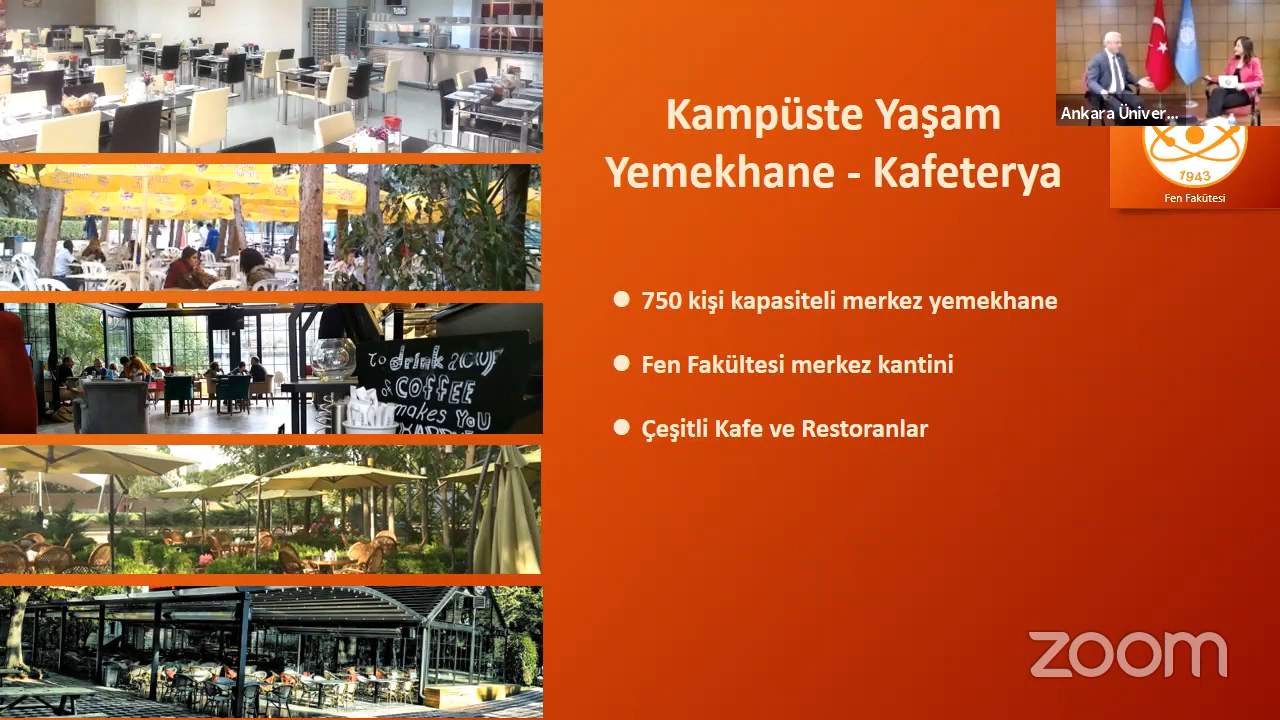 Kampüste Yaşam
Yemekhane - Kafeterya
750 kişi kapasiteli merkez yemekhane
Fen Fakültesi merkez kantini
Çeşitli Kafe ve Restoranlar
Ankara Üniver...
1943
Fen Fakütesi
To drink a cup
of COFFEE
makes YOU
zoom